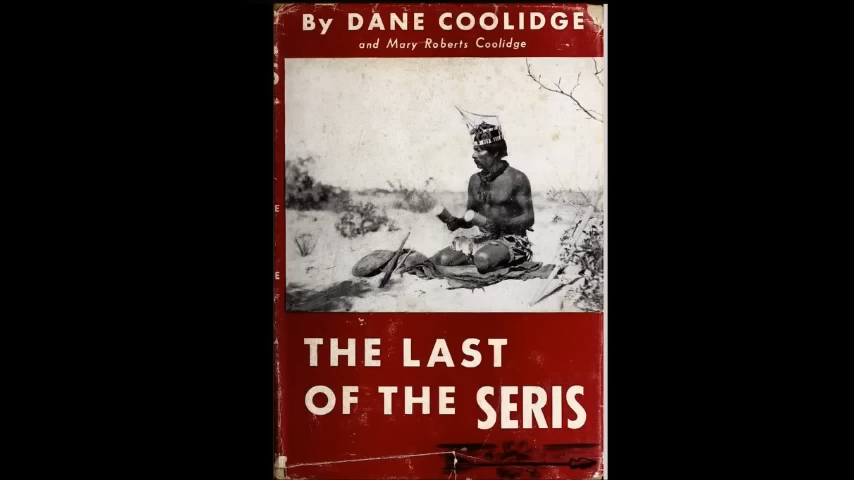 By DANE COOLIDGE
and Mary Roberts Coolidge
THE LAST
OF THE SERIS